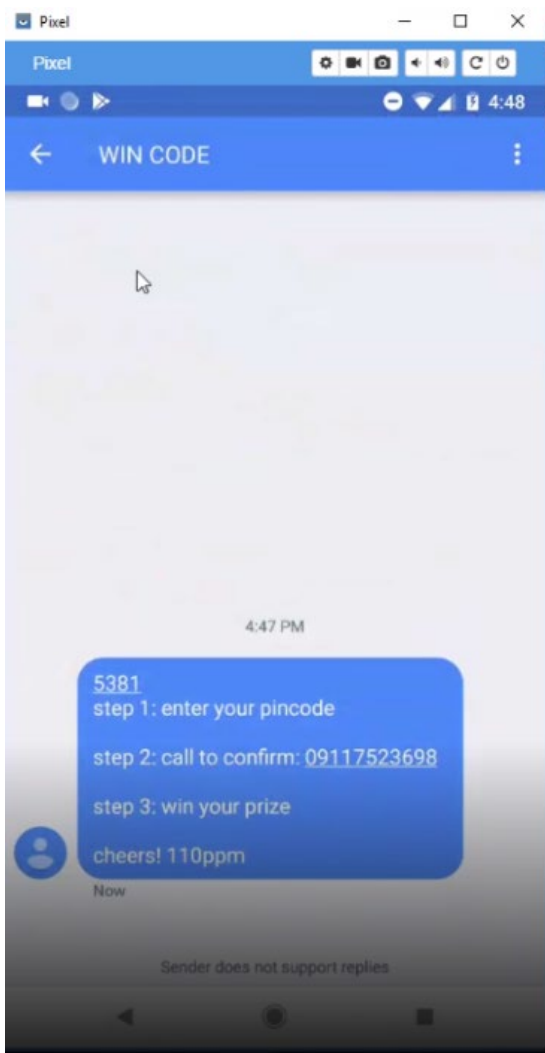 Pixel
Pixel
4:48
WIN CODE
4:47 PM
5381
step 1: enter your pincode
step 2: call to confirm: 09117523698
step 3: win your prize
cheers! 110ppm
Now
Sender does not support replies